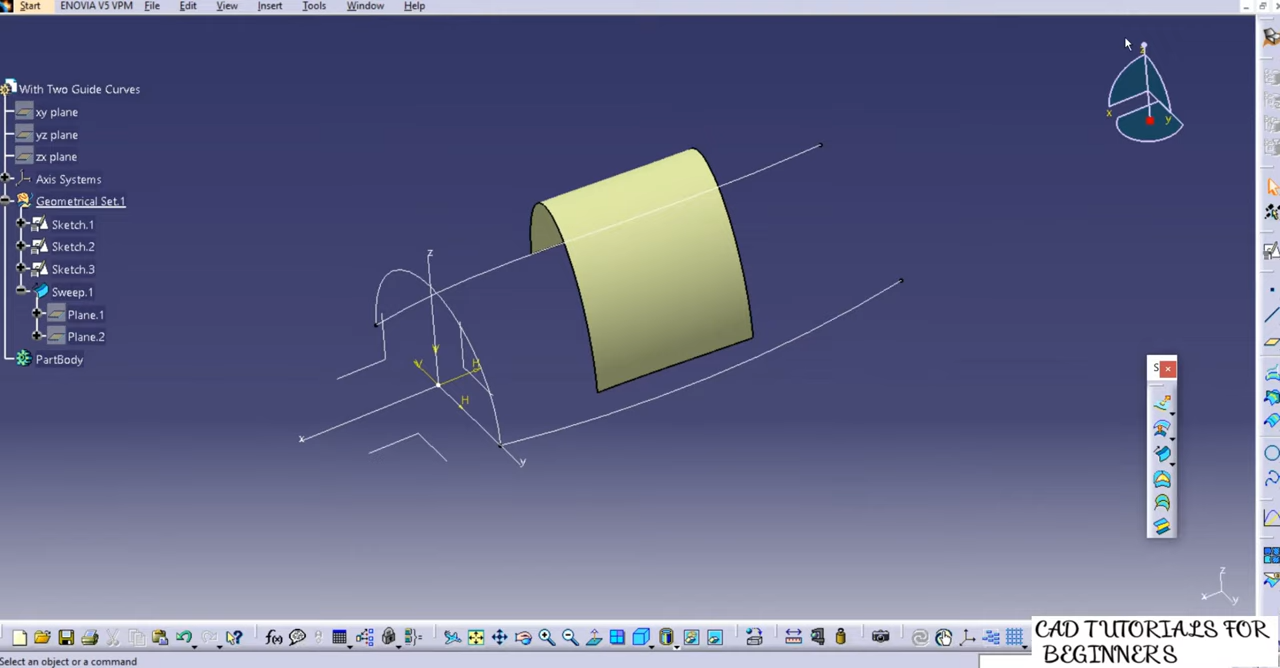 Start ENOVIA V5 VPM File Edit View Insert Tools Window Help
With Two Guide Curves
xy plane
yz plane
zx plane
Axis Systems
Geometrical Set.1
Sketch.1
Sketch.2
Sketch.3
Sweep.1
Plane.1
Plane.2
PartBody
z
x
y
z
V
V
H
H
x
y
S...
z
x
y
f(x)
CAD TUTORIALS FOR
BEGINNERS
Select an object or a command